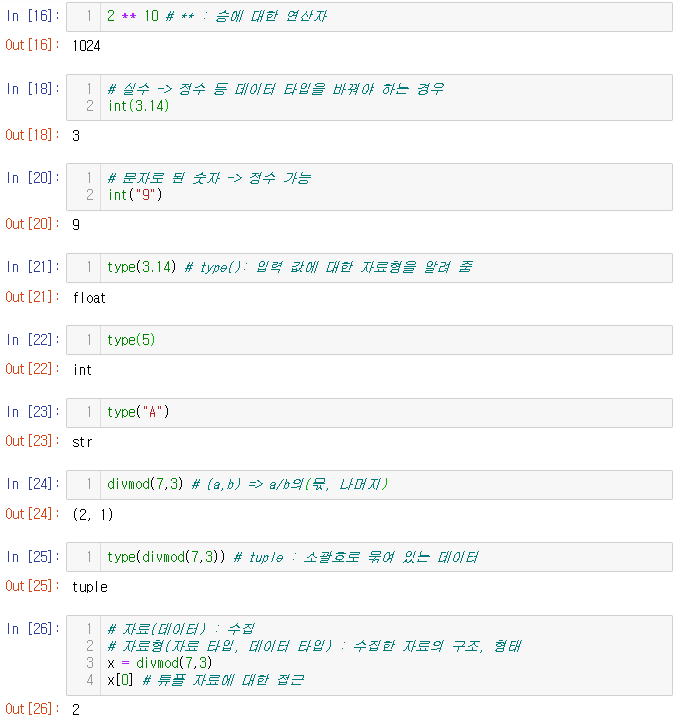 In [16]: 1 2 ** 10 # ** : 승에 대한 연산자
Out[16]: 1024
In [18]: 1 # 실수 -> 정수 등 데이터 타입을 바꿔야 하는 경우
2 int(3.14)
Out[18]: 3
In [20]: 1 # 문자로 된 숫자 -> 정수 가능
2 int("9")
Out[20]: 9
In [21]: 1 type(3.14) # type(): 입력 값에 대한 자료형을 알려 줌
Out[21]: float
In [22]: 1 type(5)
Out[22]: int
In [23]: 1 type("A")
Out[23]: str
In [24]: 1 divmod(7,3) # (a,b) => a/b의(몫, 나머지)
Out[24]: (2, 1)
In [25]: 1 type(divmod(7,3)) # tuple : 소괄호로 묶여 있는 데이터
Out[25]: tuple
In [26]: 1 # 자료(데이터) : 수집
2 # 자료형(자료 타입, 데이터 타입) : 수집한 자료의 구조, 형태
3 x = divmod(7,3)
4 x[0] # 튜플 자료에 대한 접근
Out[26]: 2